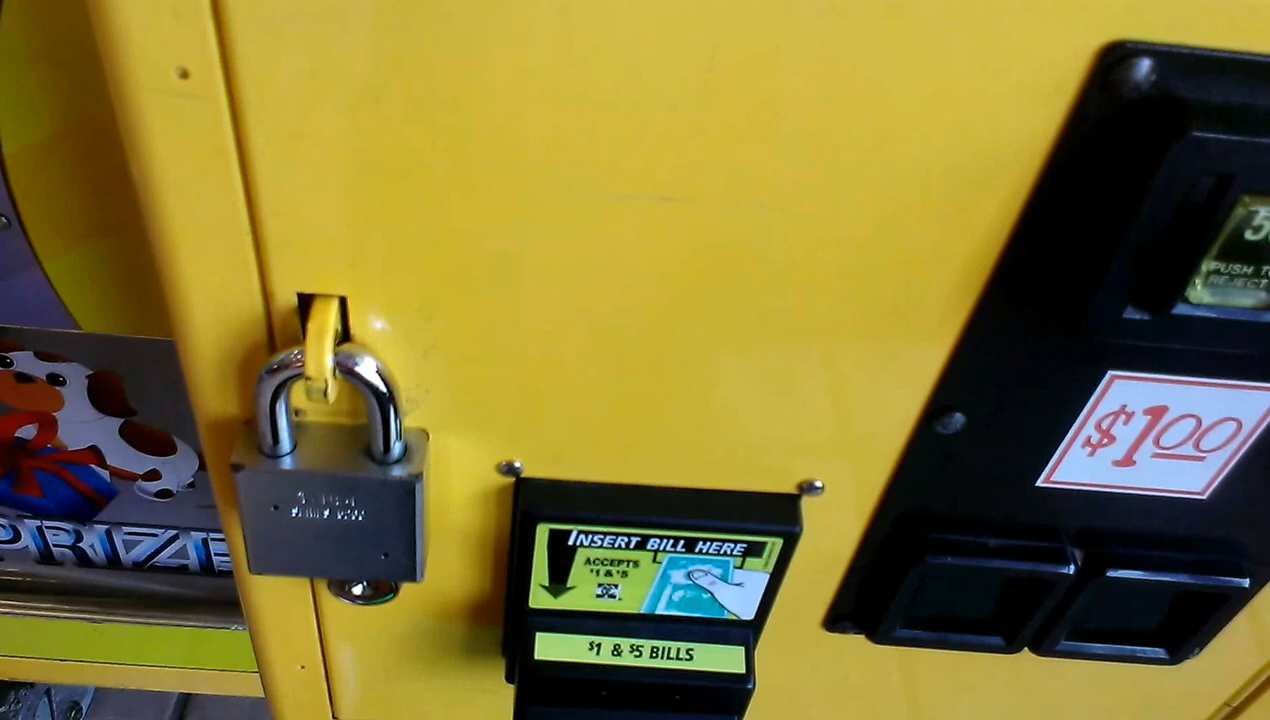 PUSH TO
REJECT
$1.00
INSERT BILL HERE
ACCEPTS
$1 & $5
$1 & $5 BILLS
PRIZE